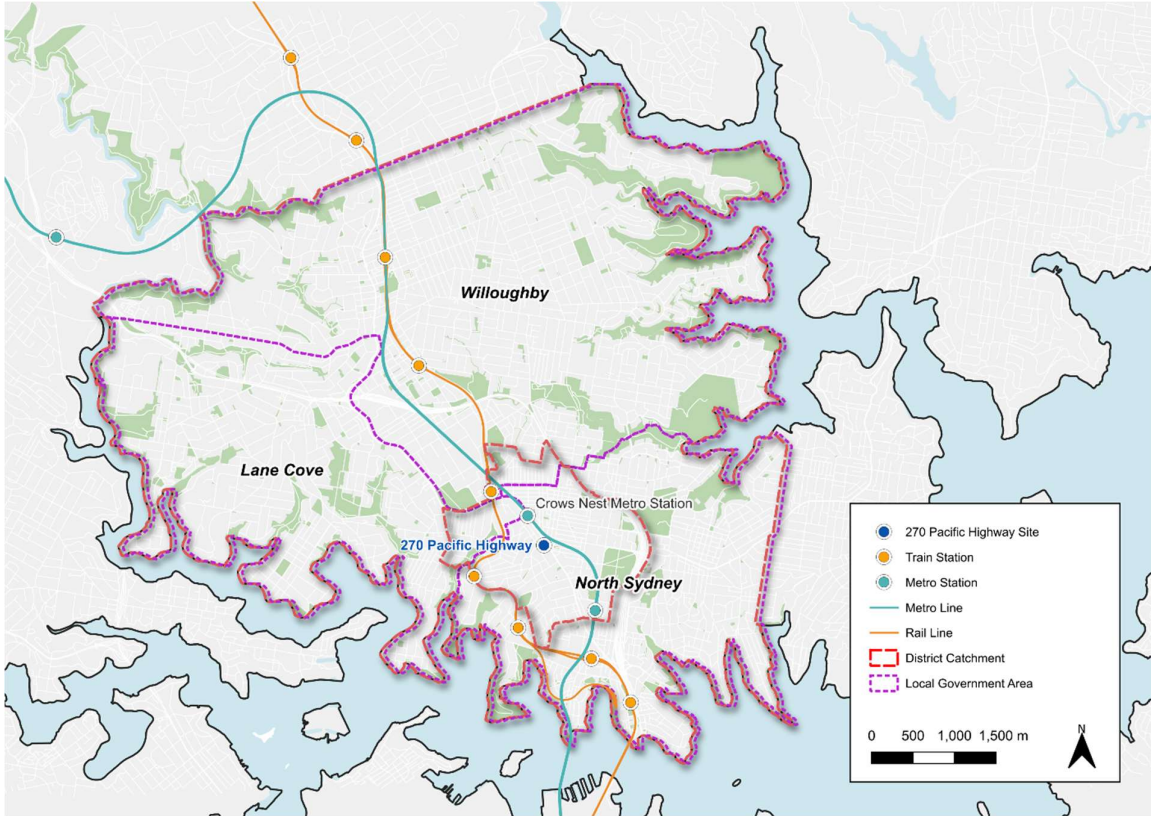 Willoughby
Lane Cove
Crows Nest Metro Station
270 Pacific Highway
North Sydney
270 Pacific Highway Site
Train Station
Metro Station
Metro Line
Rail Line
District Catchment
Local Government Area
0 500 1,000 1,500 m
N